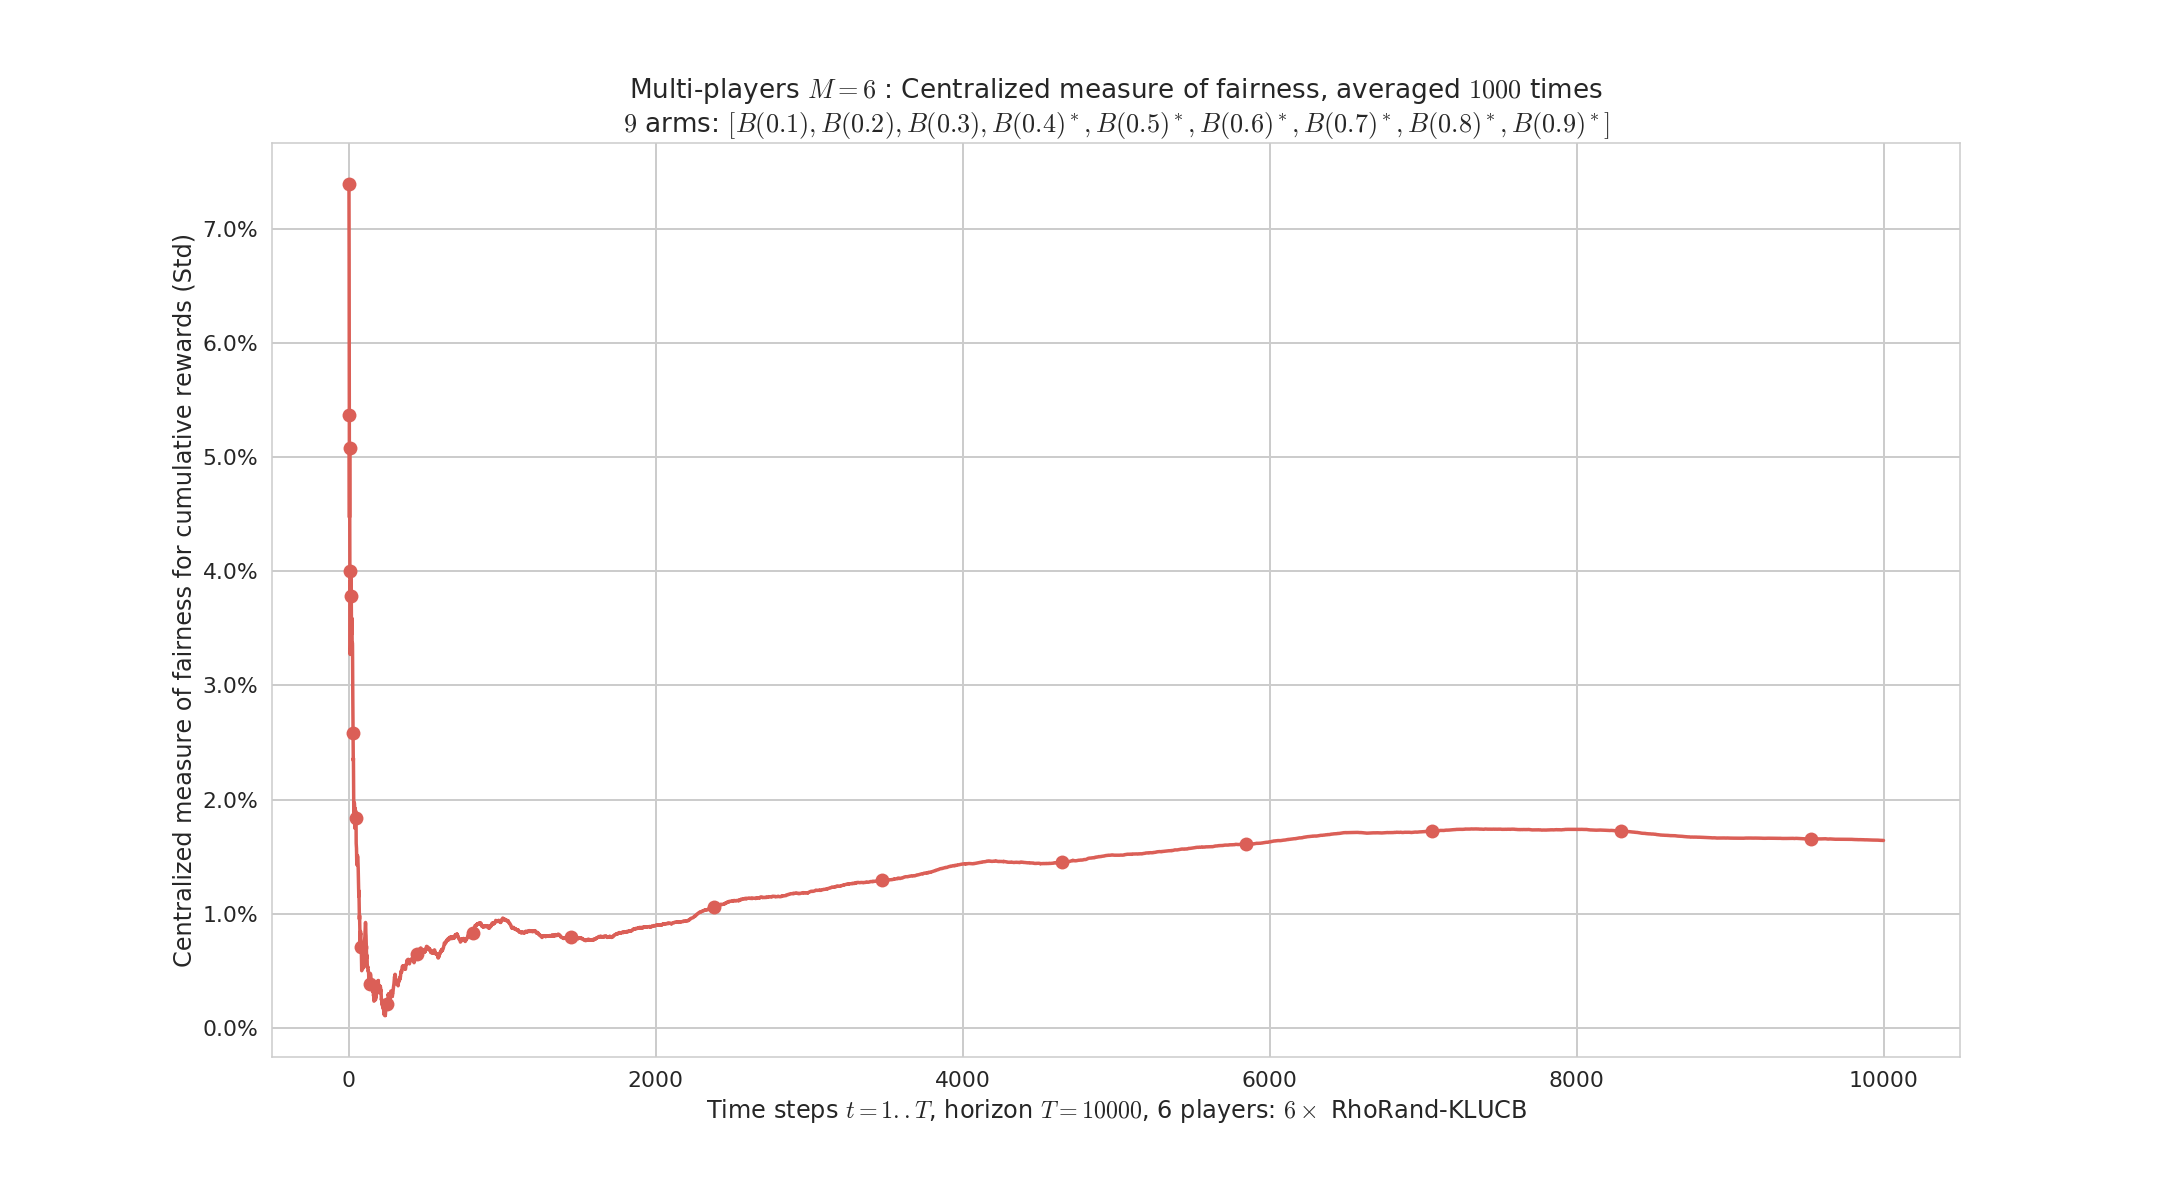 Multi-players M = 6 : Centralized measure of fairness, averaged 1000 times
9 arms: [B(0.1), B(0.2), B(0.3), B(0.4)*, B(0.5)*, B(0.6)*, B(0.7)*, B(0.8)*, B(0.9)*]
Centralized measure of fairness for cumulative rewards (Std)
7.0%
6.0%
5.0%
4.0%
3.0%
2.0%
1.0%
0.0%
0 2000 4000 6000 8000 10000
Time steps t = 1..T, horizon T = 10000, 6 players: 6× RhoRand-KLUCB